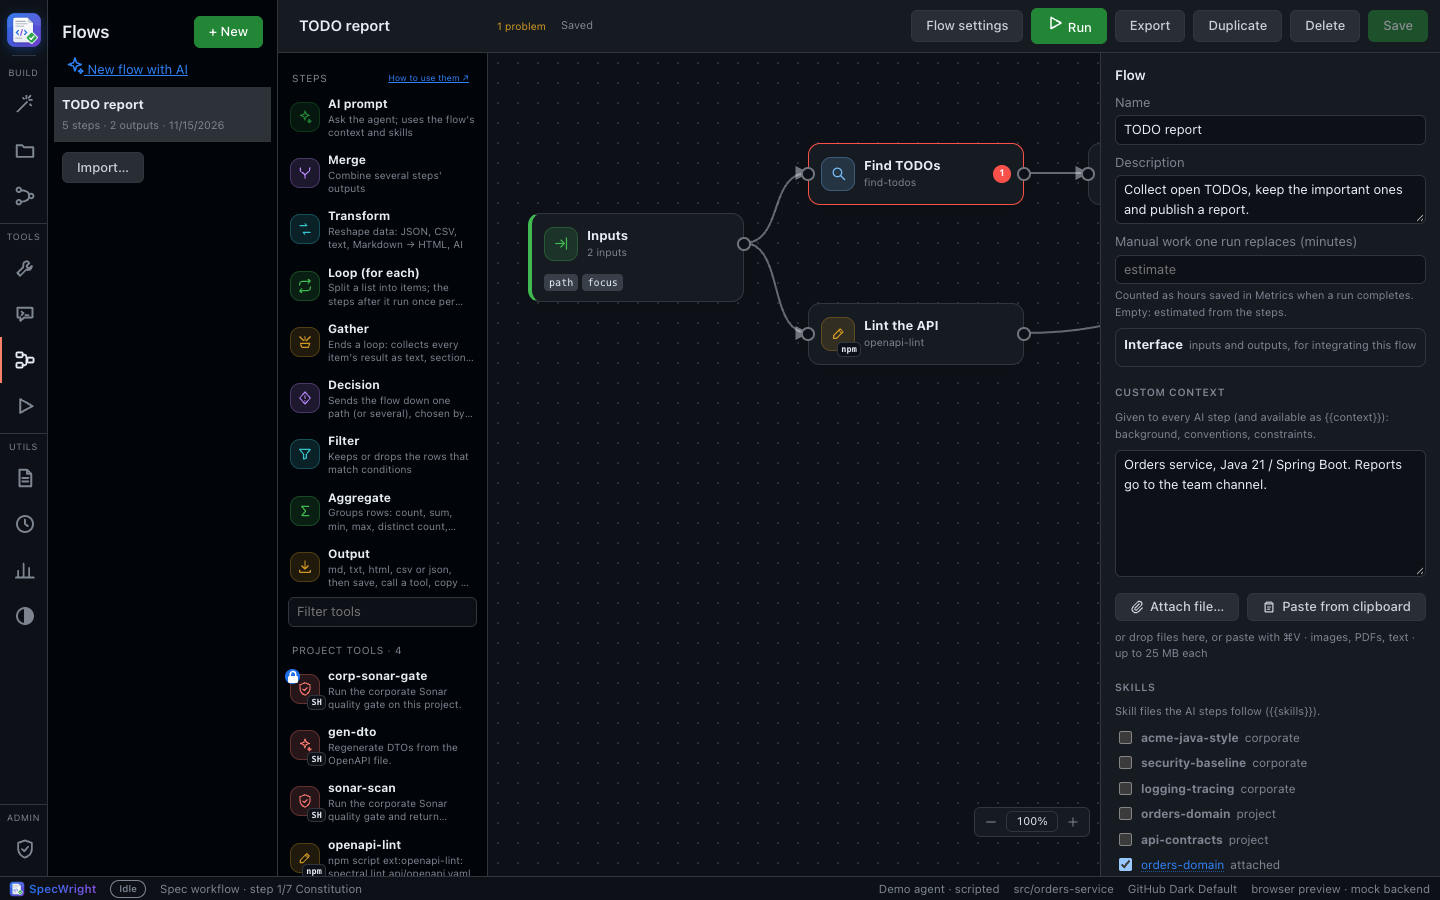 BUILD
TOOLS
UTILS
ADMIN
Flows
+ New
New flow with AI
TODO report
5 steps · 2 outputs · 11/15/2026
Import...
TODO report
1 problem
Saved
Flow settings
Run
Export
Duplicate
Delete
Save
STEPS
How to use them ↗
AI prompt
Ask the agent; uses the flow's
context and skills
Merge
Combine several steps'
outputs
Transform
Reshape data: JSON, CSV,
text, Markdown → HTML, AI
Loop (for each)
Split a list into items; the
steps after it run once per...
Gather
Ends a loop: collects every
item's result as text, section...
Decision
Sends the flow down one
path (or several), chosen by...
Filter
Keeps or drops the rows that
match conditions
Aggregate
Groups rows: count, sum,
min, max, distinct count,...
Output
md, txt, html, csv or json,
then save, call a tool, copy ...
Filter tools
PROJECT TOOLS · 4
corp-sonar-gate
Run the corporate Sonar
quality gate on this project.
SH
gen-dto
Regenerate DTOs from the
OpenAPI file.
SH
sonar-scan
Run the corporate Sonar
quality gate and return...
SH
openapi-lint
npm script ext:openapi-lint:
spectral lint api/openapi.yaml
npm
Inputs
2 inputs
path
focus
Find TODOs
find-todos
1
Lint the API
openapi-lint
npm
100%
Flow
Name
TODO report
Description
Collect open TODOs, keep the important ones
and publish a report.
Manual work one run replaces (minutes)
estimate
Counted as hours saved in Metrics when a run completes.
Empty: estimated from the steps.
Interface inputs and outputs, for integrating this flow
CUSTOM CONTEXT
Given to every AI step (and available as {{context}}):
background, conventions, constraints.
Orders service, Java 21 / Spring Boot. Reports
go to the team channel.
Attach file...
Paste from clipboard
or drop files here, or paste with ⌘V · images, PDFs, text ·
up to 25 MB each
SKILLS
Skill files the AI steps follow ({{skills}}).
acme-java-style corporate
security-baseline corporate
logging-tracing corporate
orders-domain project
api-contracts project
orders-domain attached
SpecWright
Idle
Spec workflow · step 1/7 Constitution
Demo agent · scripted
src/orders-service
GitHub Dark Default
browser preview · mock backend